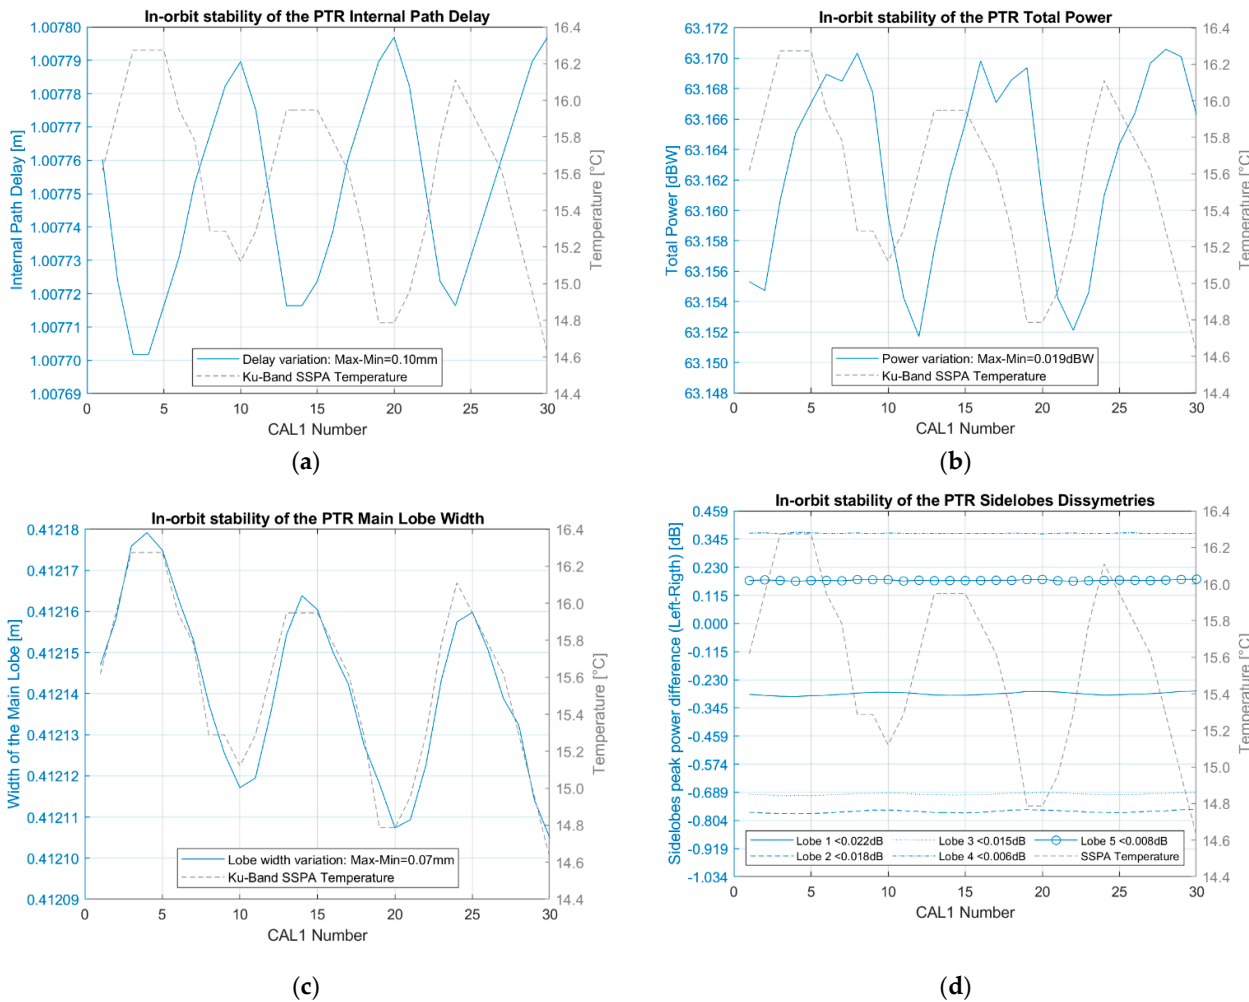 In-orbit stability of the PTR Internal Path Delay
1.00780
1.00779
1.00778
1.00777
1.00776
1.00775
1.00774
1.00773
1.00772
1.00771
1.00770
1.00769
Internal Path Delay [m]
16.4
16.2
16.0
15.8
15.6
15.4
15.2
15.0
14.8
14.6
14.4
Temperature [°C]
Delay variation: Max-Min=0.10mm
Ku-Band SSPA Temperature
0 5 10 15 20 25 30
CAL1 Number
(a)
In-orbit stability of the PTR Total Power
63.172
63.170
63.168
63.166
63.164
63.162
63.160
63.158
63.156
63.154
63.152
63.150
63.148
Total Power [dBW]
16.4
16.2
16.0
15.8
15.6
15.4
15.2
15.0
14.8
14.6
14.4
Temperature [°C]
Power variation: Max-Min=0.019dBW
Ku-Band SSPA Temperature
0 5 10 15 20 25 30
CAL1 Number
(b)
In-orbit stability of the PTR Main Lobe Width
0.41218
0.41217
0.41216
0.41215
0.41214
0.41213
0.41212
0.41211
0.41210
0.41209
Width of the Main Lobe [m]
16.4
16.2
16.0
15.8
15.6
15.4
15.2
15.0
14.8
14.6
14.4
Temperature [°C]
Lobe width variation: Max-Min=0.07mm
Ku-Band SSPA Temperature
0 5 10 15 20 25 30
CAL1 Number
(c)
In-orbit stability of the PTR Sidelobes Dissymetries
0.459
0.345
0.230
0.115
0.000
-0.115
-0.230
-0.345
-0.459
-0.574
-0.689
-0.804
-0.919
-1.034
Sidelobes peak power difference (Left-Rigth) [dB]
16.4
16.2
16.0
15.8
15.6
15.4
15.2
15.0
14.8
14.6
14.4
Temperature [°C]
Lobe 1 <0.022dB Lobe 3 <0.015dB Lobe 5 <0.008dB
Lobe 2 <0.018dB Lobe 4 <0.006dB SSPA Temperature
0 5 10 15 20 25 30
CAL1 Number
(d)